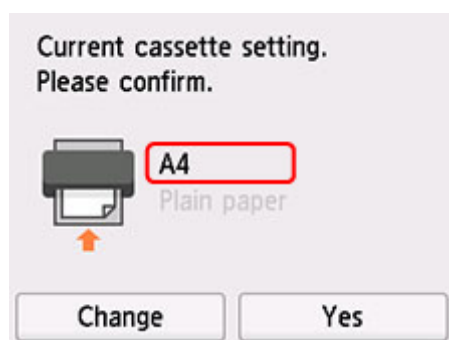 Current cassette setting.
Please confirm.
A4
Plain paper
Change
Yes